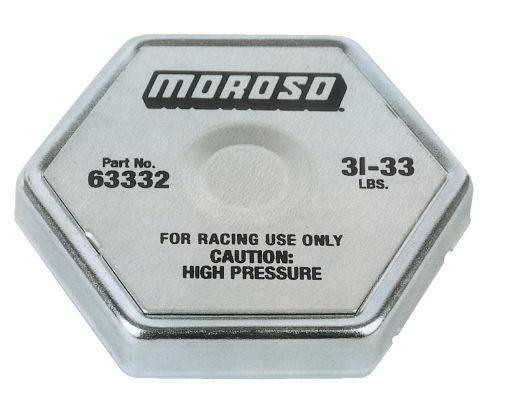 MOROSO
Part No.
63332
31-33
LBS.
FOR RACING USE ONLY
CAUTION:
HIGH PRESSURE